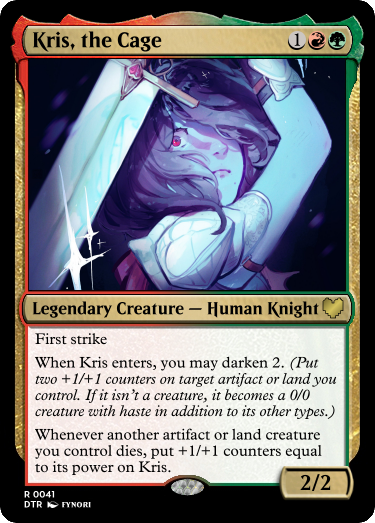 Kris, the Cage
1
Legendary Creature — Human Knight
First strike
When Kris enters, you may darken 2. (Put
two +1/+1 counters on target artifact or land you
control. If it isn't a creature, it becomes a 0/0
creature with haste in addition to its other types.)
Whenever another artifact or land creature
you control dies, put +1/+1 counters equal
to its power on Kris.
2/2
R 0041
DTR FYNORI